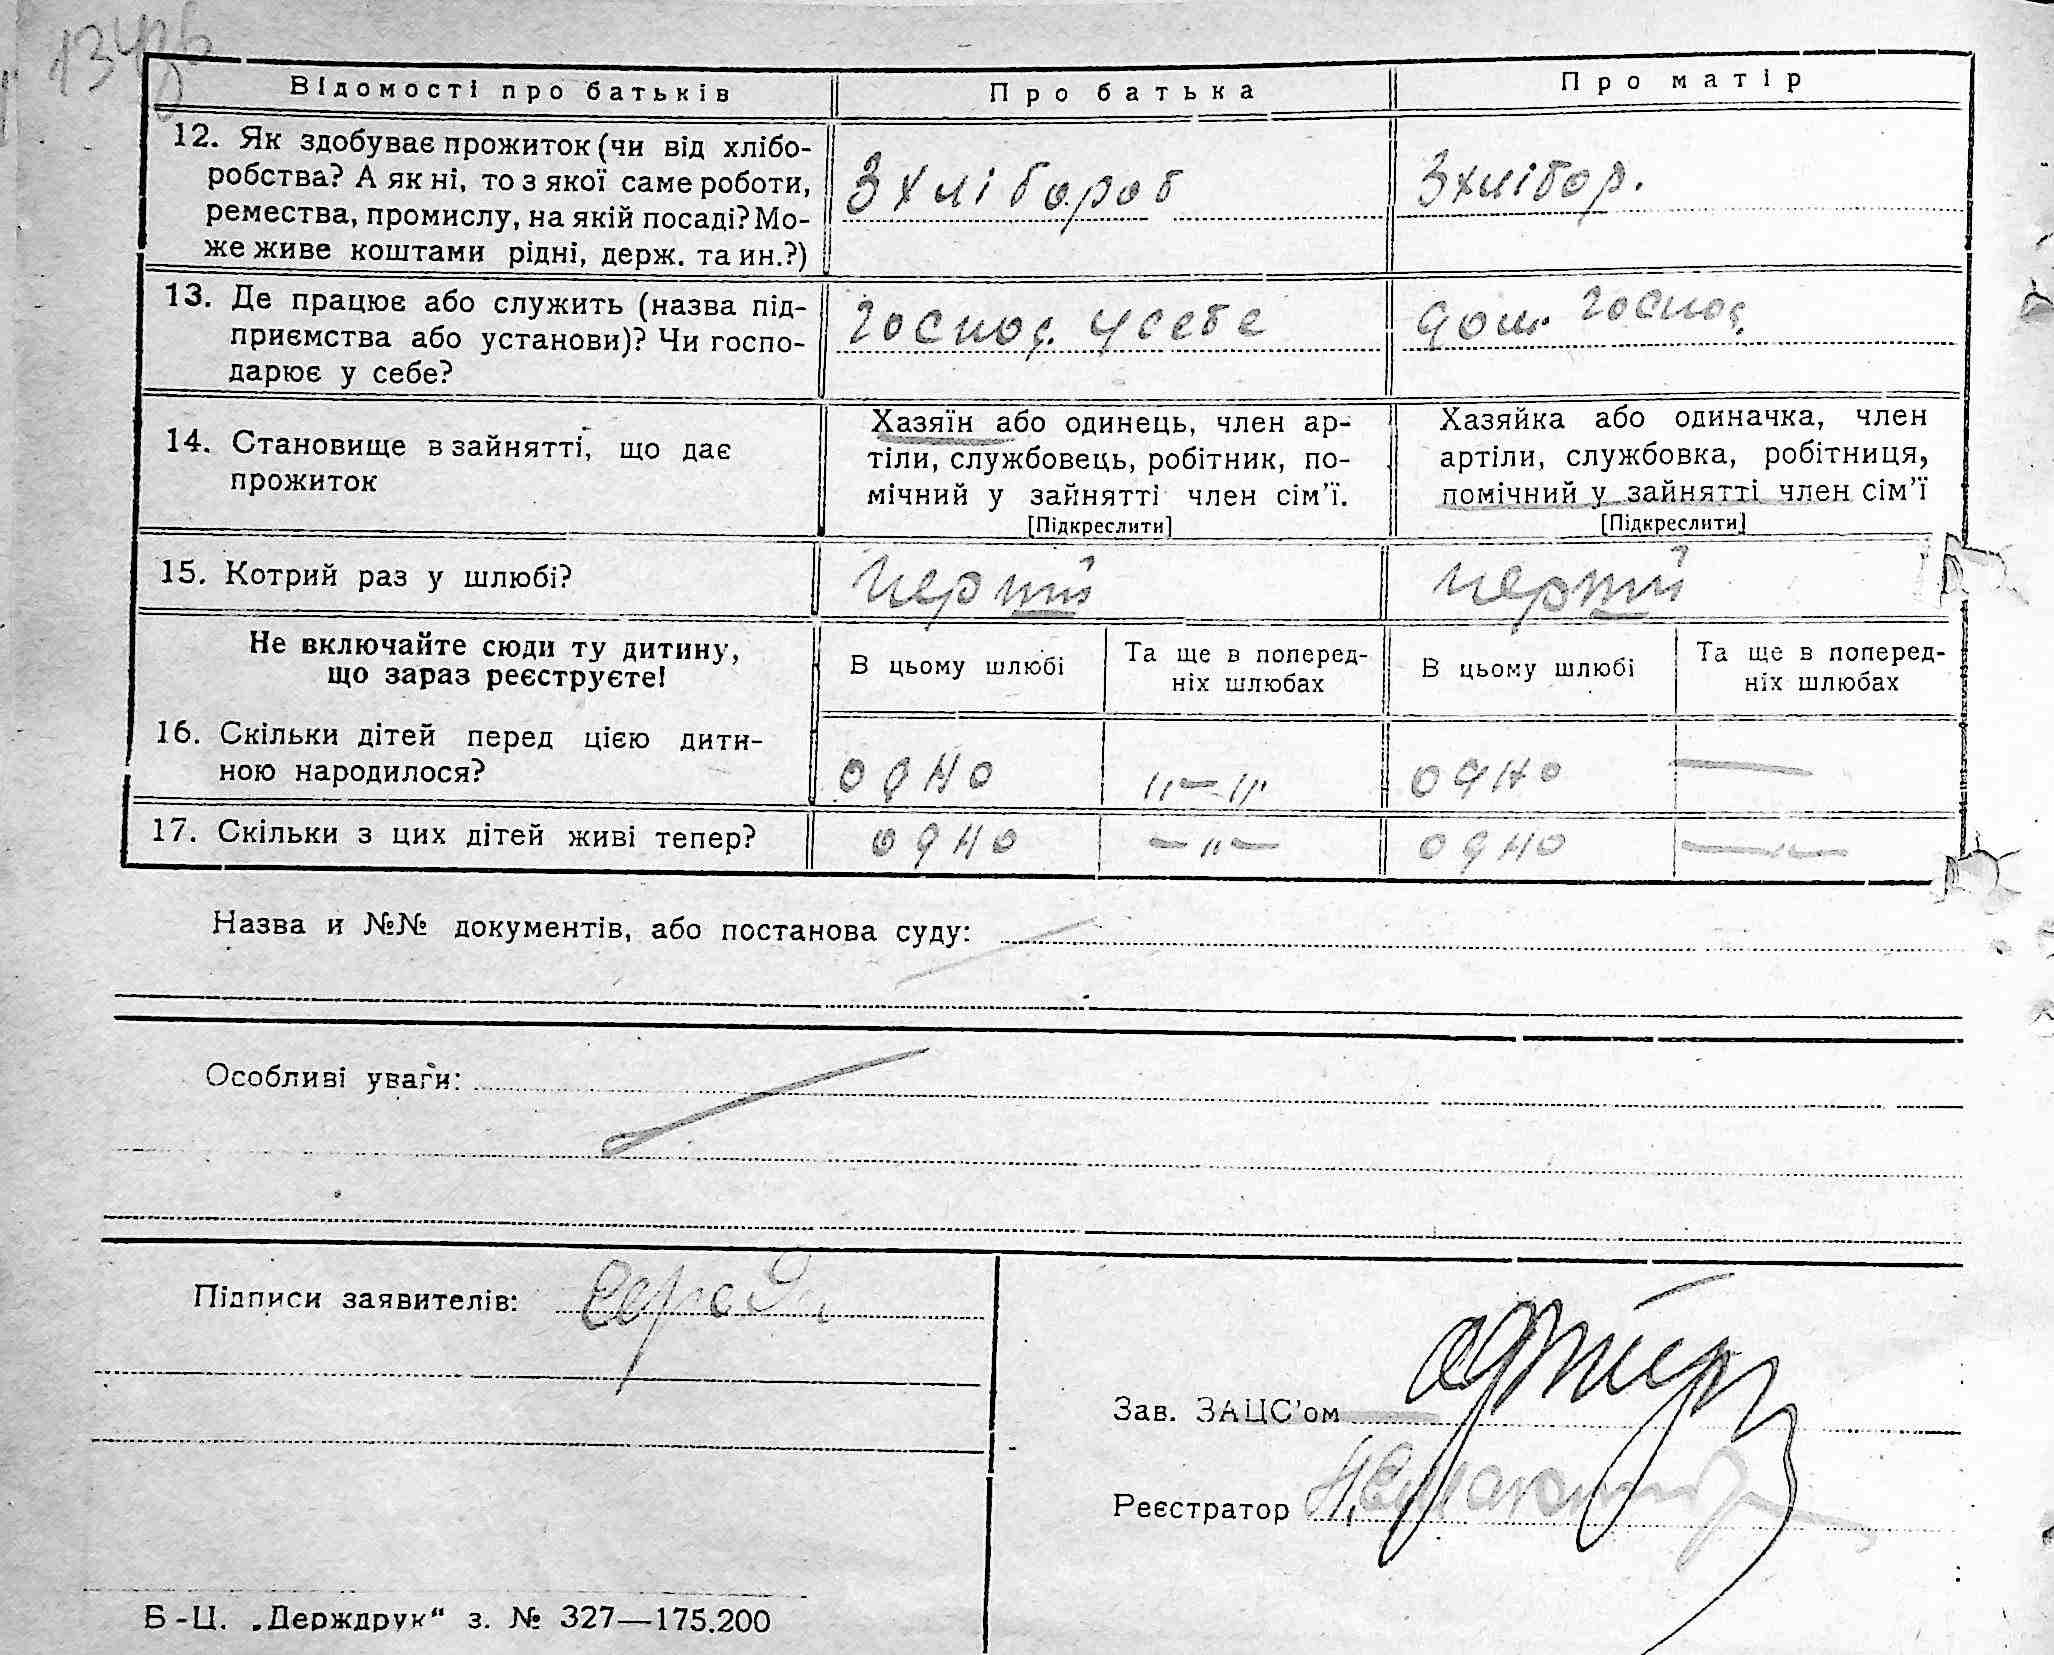 134зв
Відомості про батьків
Про батька
Про матір
12. Як здобуває прожиток (чи від хлібо-
робства? А як ні, то з якої саме роботи,
ремества, промислу, на якій посаді? Мо-
же живе коштами рідні, держ. та ин.?)
З хлібороб
З хлібор.
13. Де працює або служить (назва під-
приємства або установи)? Чи госпо-
дарює у себе?
господ. у себе
дом. господ.
14. Становище в зайнятті, що дає
прожиток
Хазяїн або одинець, член ар-
тіли, службовець, робітник, по-
мічний у зайнятті член сім’ї.
[Підкреслити]
Хазяйка або одиначка, член
артіли, службовка, робітниця,
помічний у зайнятті член сім’ї
[Підкреслити]
15. Котрий раз у шлюбі?
перший
перший
Не включайте сюди ту дитину,
що зараз реєструєте!
В цьому шлюбі
Та ще в поперед-
ніх шлюбах
В цьому шлюбі
Та ще в поперед-
ніх шлюбах
16. Скільки дітей перед цією дити-
ною народилося?
одно
„—„
одно
—
17. Скільки з цих дітей живі тепер?
одно
—„—
одно
—„—
Назва и №№ документів, або постанова суду:
Особливі уваги:
Підписи заявителів:
Зав. ЗАЦС’ом
Реєстратор
Б-Ц. „Держдрук“ з. № 327—175.200